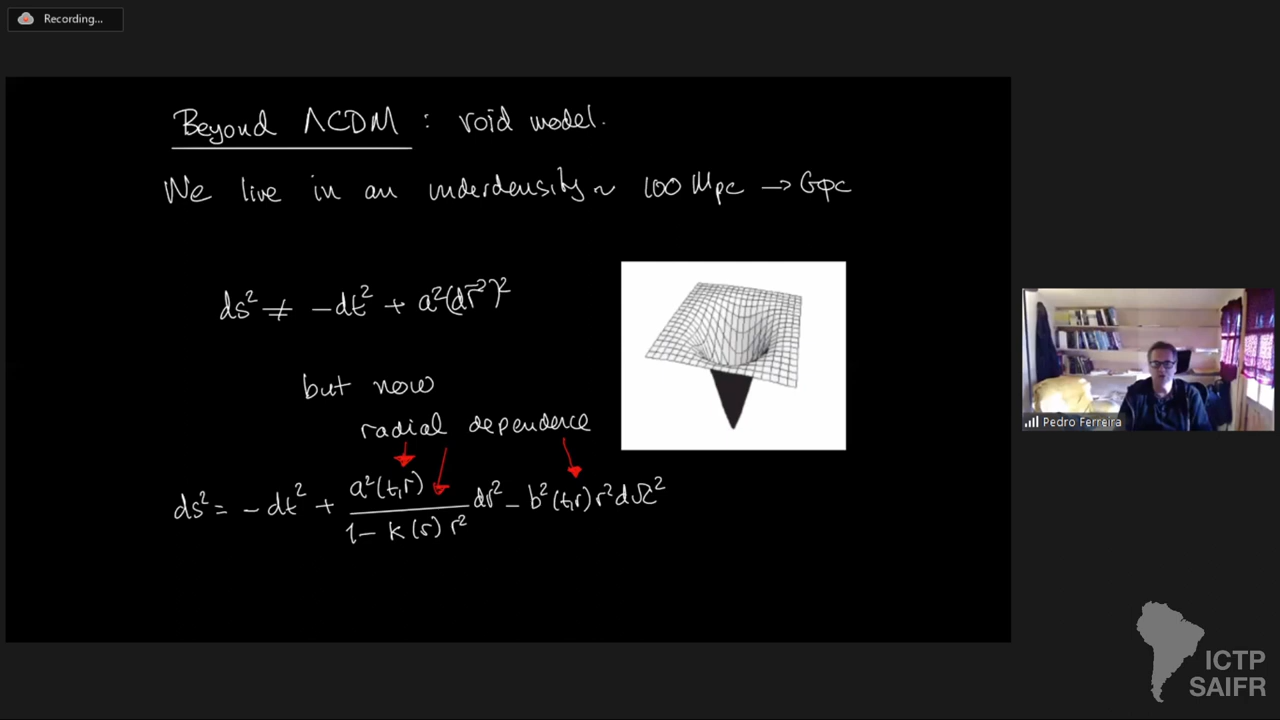 Recording...
Beyond ΛCDM : void model.
We live in an underdensity ~ 100 Mpc → Gpc
ds² ≠ -dt² + a²(dr⃗)²
but now
radial dependence
ds² = -dt² + a²(t,r)/(1 - k(r) r²) dr² - b²(t,r) r² dΩ²
Pedro Ferreira
ICTP
SAIFR